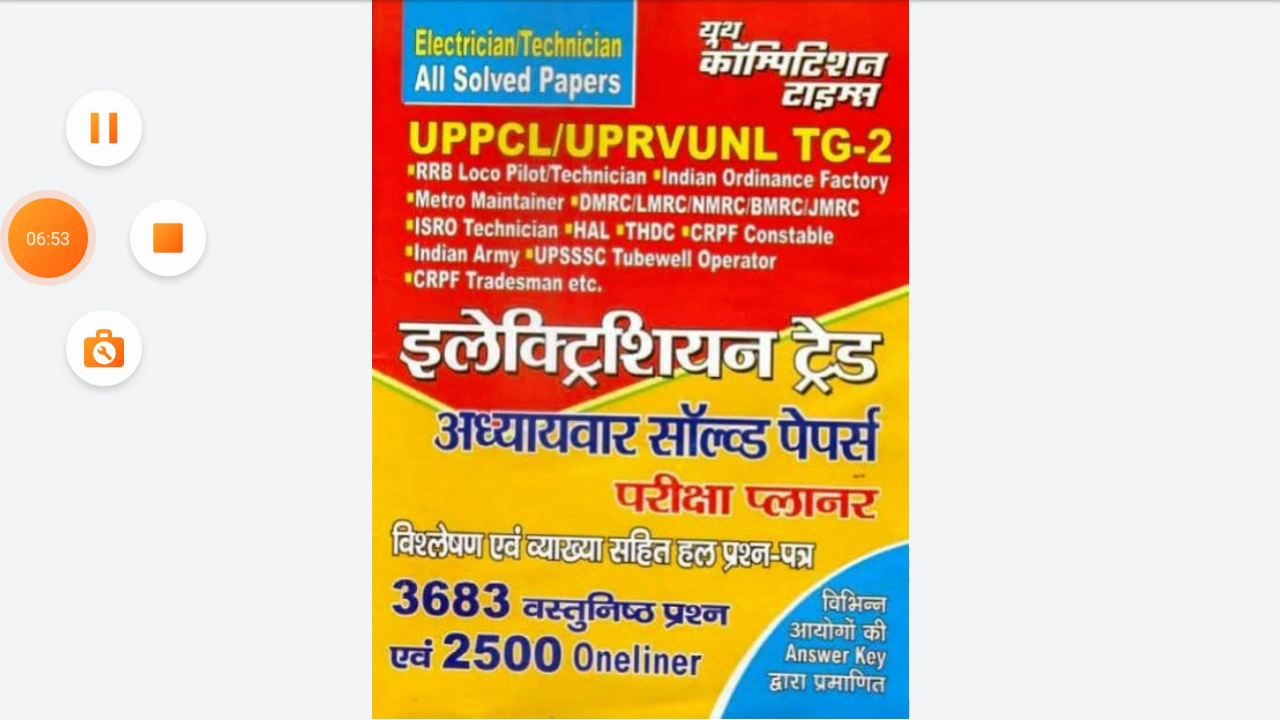 Electrician/Technician
All Solved Papers
यूथ
कॉम्पिटिशन
टाइम्स
UPPCL/UPRVUNL TG-2
▪RRB Loco Pilot/Technician ▪Indian Ordinance Factory
▪Metro Maintainer ▪DMRC/LMRC/NMRC/BMRC/JMRC
▪ISRO Technician ▪HAL ▪THDC ▪CRPF Constable
▪Indian Army ▪UPSSSC Tubewell Operator
▪CRPF Tradesman etc.
06:53
इलेक्ट्रिशियन ट्रेड
अध्यायवार सॉल्व्ड पेपर्स
परीक्षा प्लानर
विश्लेषण एवं व्याख्या सहित हल प्रश्न-पत्र
3683 वस्तुनिष्ठ प्रश्न
एवं 2500 Oneliner
विभिन्न
आयोगों की
Answer Key
द्वारा प्रमाणित